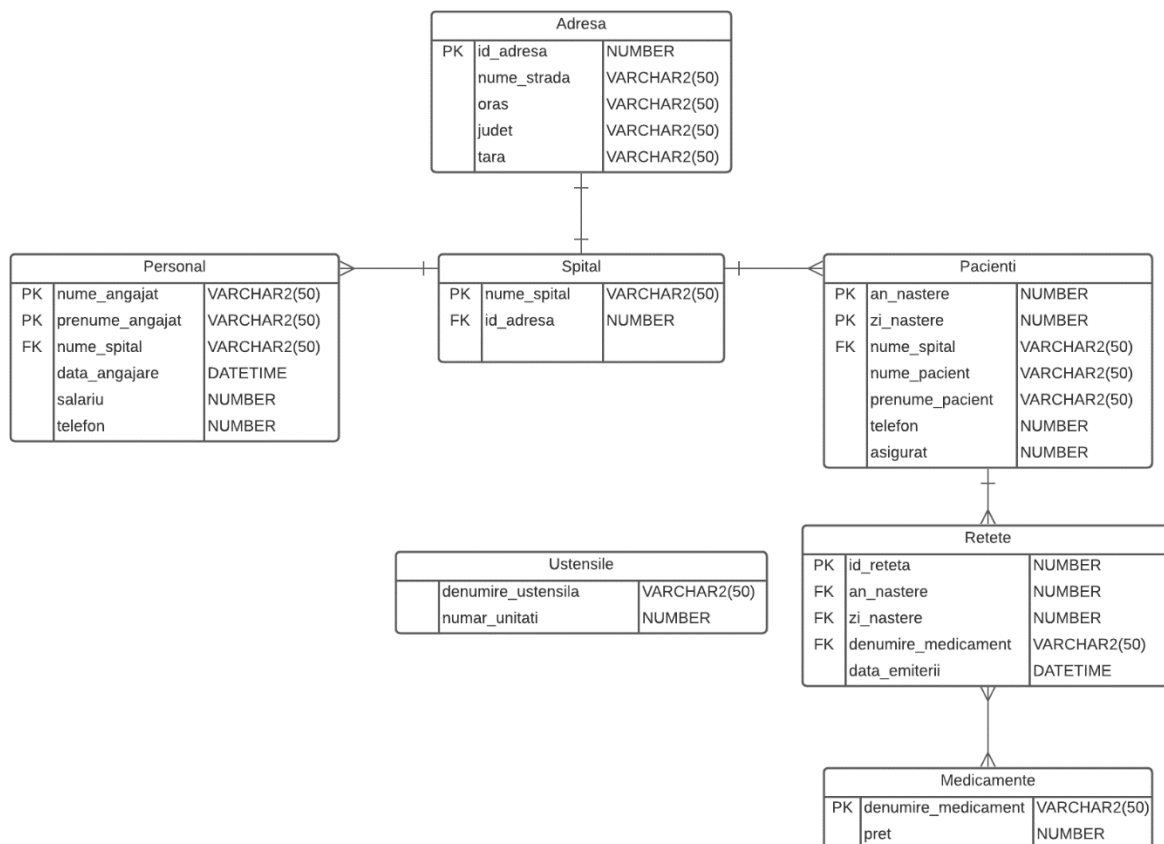 Adresa
PK id_adresa NUMBER
nume_strada VARCHAR2(50)
oras VARCHAR2(50)
judet VARCHAR2(50)
tara VARCHAR2(50)
Personal
PK nume_angajat VARCHAR2(50)
PK prenume_angajat VARCHAR2(50)
FK nume_spital VARCHAR2(50)
data_angajare DATETIME
salariu NUMBER
telefon NUMBER
Spital
PK nume_spital VARCHAR2(50)
FK id_adresa NUMBER
Pacienti
PK an_nastere NUMBER
PK zi_nastere NUMBER
FK nume_spital VARCHAR2(50)
nume_pacient VARCHAR2(50)
prenume_pacient VARCHAR2(50)
telefon NUMBER
asigurat NUMBER
Ustensile
denumire_ustensila VARCHAR2(50)
numar_unitati NUMBER
Retete
PK id_reteta NUMBER
FK an_nastere NUMBER
FK zi_nastere NUMBER
FK denumire_medicament VARCHAR2(50)
data_emiterii DATETIME
Medicamente
PK denumire_medicament VARCHAR2(50)
pret NUMBER